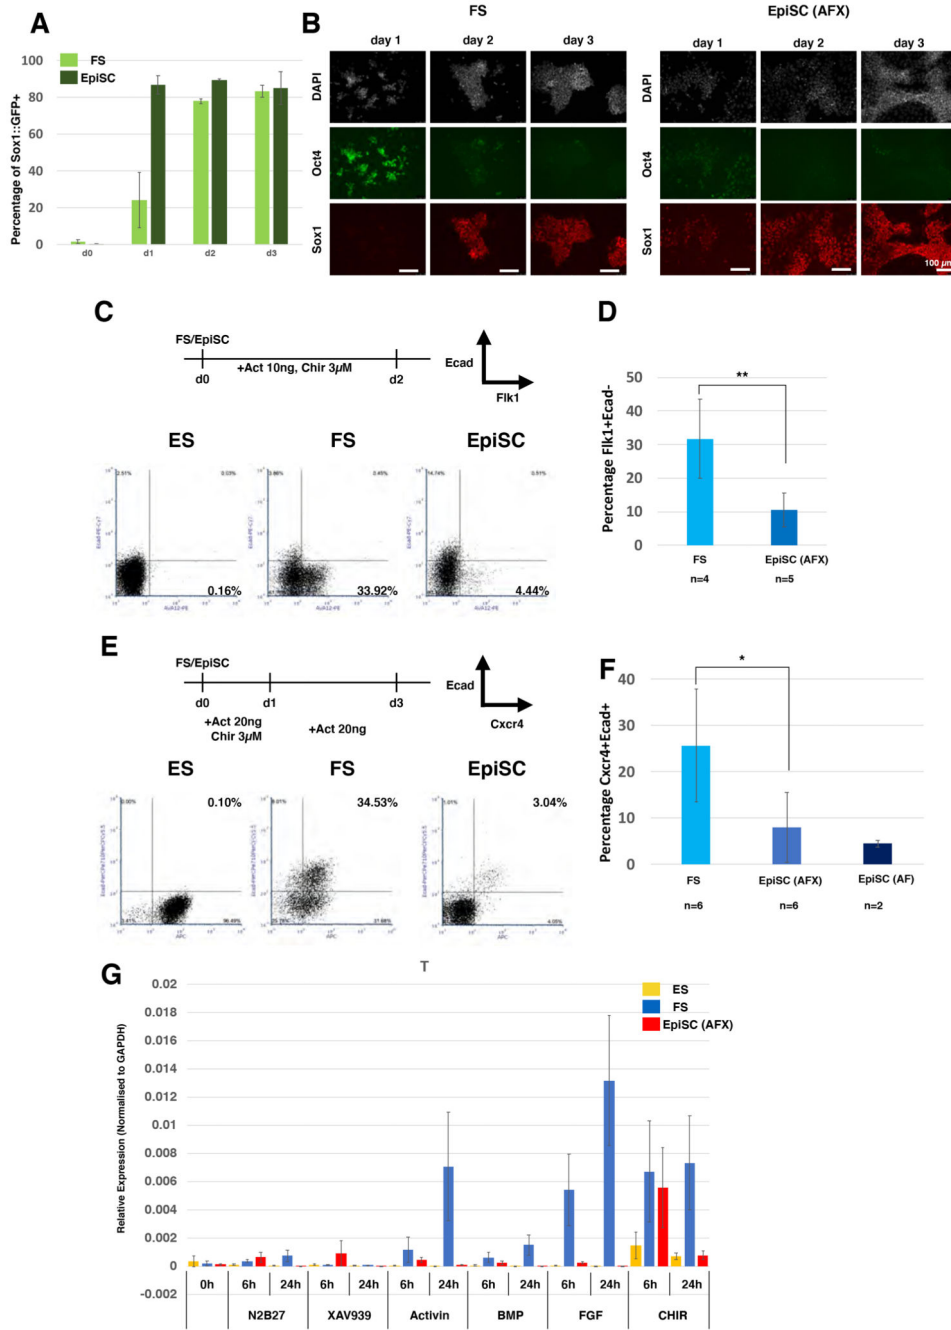 A
FS
EpiSC
Percentage of Sox1::GFP+
100
80
60
40
20
0
d0
d1
d2
d3
B
FS
EpiSC (AFX)
day 1
day 2
day 3
day 1
day 2
day 3
DAPI
Oct4
Sox1
DAPI
Oct4
Sox1
100 µm
C
FS/EpiSC
+Act 10ng, Chir 3µM
d0
d2
Ecad
Flk1
ES
FS
EpiSC
0.16%
33.92%
4.44%
D
Percentage Flk1+Ecad-
50
40
30
20
10
0
**
FS
EpiSC (AFX)
n=4
n=5
E
FS/EpiSC
d0
d1
d3
+Act 20ng
Chir 3µM
+Act 20ng
Ecad
Cxcr4
ES
FS
EpiSC
0.10%
34.53%
3.04%
APC
APC
APC
F
Percentage Cxcr4+Ecad+
40
30
20
10
0
*
FS
EpiSC (AFX)
EpiSC (AF)
n=6
n=6
n=2
G
T
ES
FS
EpiSC (AFX)
Relative Expression (Normalised to GAPDH)
0.02
0.018
0.016
0.014
0.012
0.01
0.008
0.006
0.004
0.002
0
-0.002
0h
6h
24h
6h
24h
6h
24h
6h
24h
6h
24h
6h
24h
N2B27
XAV939
Activin
BMP
FGF
CHIR